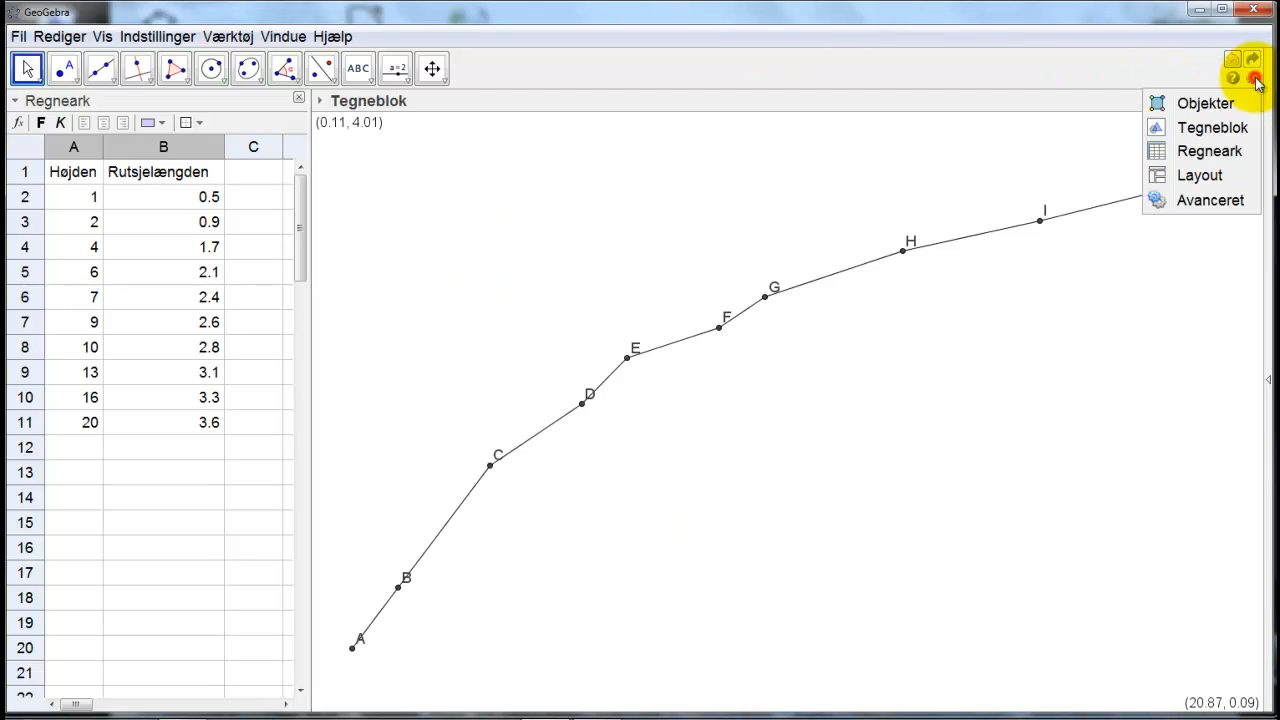 GeoGebra
Fil Rediger Vis Indstillinger Værktøj Vindue Hjælp
A
ABC
a=2
Regneark
Tegneblok
fx F K
(0.11, 4.01)
Objekter
Tegneblok
Regneark
Layout
Avanceret
A B C
1 Højden Rutsjelængden
2 1 0.5
3 2 0.9
4 4 1.7
5 6 2.1
6 7 2.4
7 9 2.6
8 10 2.8
9 13 3.1
10 16 3.3
11 20 3.6
12
13
14
15
16
17
18
19
20
21
22
I
H
G
F
E
D
C
B
A
(20.87, 0.09)